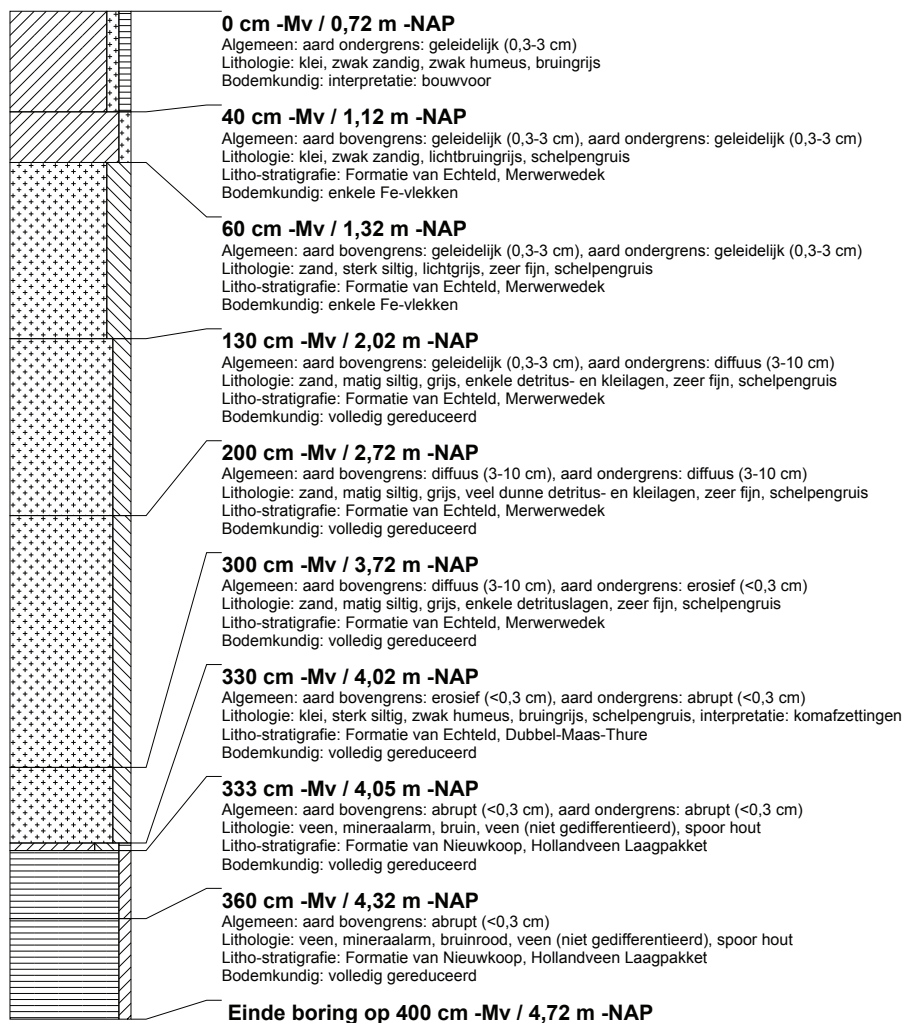 0 cm -Mv / 0,72 m -NAP
Algemeen: aard ondergrens: geleidelijk (0,3-3 cm)
Lithologie: klei, zwak zandig, zwak humeus, bruingrijs
Bodemkundig: interpretatie: bouwvoor
40 cm -Mv / 1,12 m -NAP
Algemeen: aard bovengrens: geleidelijk (0,3-3 cm), aard ondergrens: geleidelijk (0,3-3 cm)
Lithologie: klei, zwak zandig, lichtbruingrijs, schelpengruis
Litho-stratigrafie: Formatie van Echteld, Merwerwedek
Bodemkundig: enkele Fe-vlekken
60 cm -Mv / 1,32 m -NAP
Algemeen: aard bovengrens: geleidelijk (0,3-3 cm), aard ondergrens: geleidelijk (0,3-3 cm)
Lithologie: zand, sterk siltig, lichtgrijs, zeer fijn, schelpengruis
Litho-stratigrafie: Formatie van Echteld, Merwerwedek
Bodemkundig: enkele Fe-vlekken
130 cm -Mv / 2,02 m -NAP
Algemeen: aard bovengrens: geleidelijk (0,3-3 cm), aard ondergrens: diffuus (3-10 cm)
Lithologie: zand, matig siltig, grijs, enkele detritus- en kleilagen, zeer fijn, schelpengruis
Litho-stratigrafie: Formatie van Echteld, Merwerwedek
Bodemkundig: volledig gereduceerd
200 cm -Mv / 2,72 m -NAP
Algemeen: aard bovengrens: diffuus (3-10 cm), aard ondergrens: diffuus (3-10 cm)
Lithologie: zand, matig siltig, grijs, veel dunne detritus- en kleilagen, zeer fijn, schelpengruis
Litho-stratigrafie: Formatie van Echteld, Merwerwedek
Bodemkundig: volledig gereduceerd
300 cm -Mv / 3,72 m -NAP
Algemeen: aard bovengrens: diffuus (3-10 cm), aard ondergrens: erosief (<0,3 cm)
Lithologie: zand, matig siltig, grijs, enkele detrituslagen, zeer fijn, schelpengruis
Litho-stratigrafie: Formatie van Echteld, Merwerwedek
Bodemkundig: volledig gereduceerd
330 cm -Mv / 4,02 m -NAP
Algemeen: aard bovengrens: erosief (<0,3 cm), aard ondergrens: abrupt (<0,3 cm)
Lithologie: klei, sterk siltig, zwak humeus, bruingrijs, schelpengruis, interpretatie: komafzettingen
Litho-stratigrafie: Formatie van Echteld, Dubbel-Maas-Thure
Bodemkundig: volledig gereduceerd
333 cm -Mv / 4,05 m -NAP
Algemeen: aard bovengrens: abrupt (<0,3 cm), aard ondergrens: abrupt (<0,3 cm)
Lithologie: veen, mineraalarm, bruin, veen (niet gedifferentieerd), spoor hout
Litho-stratigrafie: Formatie van Nieuwkoop, Hollandveen Laagpakket
Bodemkundig: volledig gereduceerd
360 cm -Mv / 4,32 m -NAP
Algemeen: aard bovengrens: abrupt (<0,3 cm)
Lithologie: veen, mineraalarm, bruinrood, veen (niet gedifferentieerd), spoor hout
Litho-stratigrafie: Formatie van Nieuwkoop, Hollandveen Laagpakket
Bodemkundig: volledig gereduceerd
Einde boring op 400 cm -Mv / 4,72 m -NAP